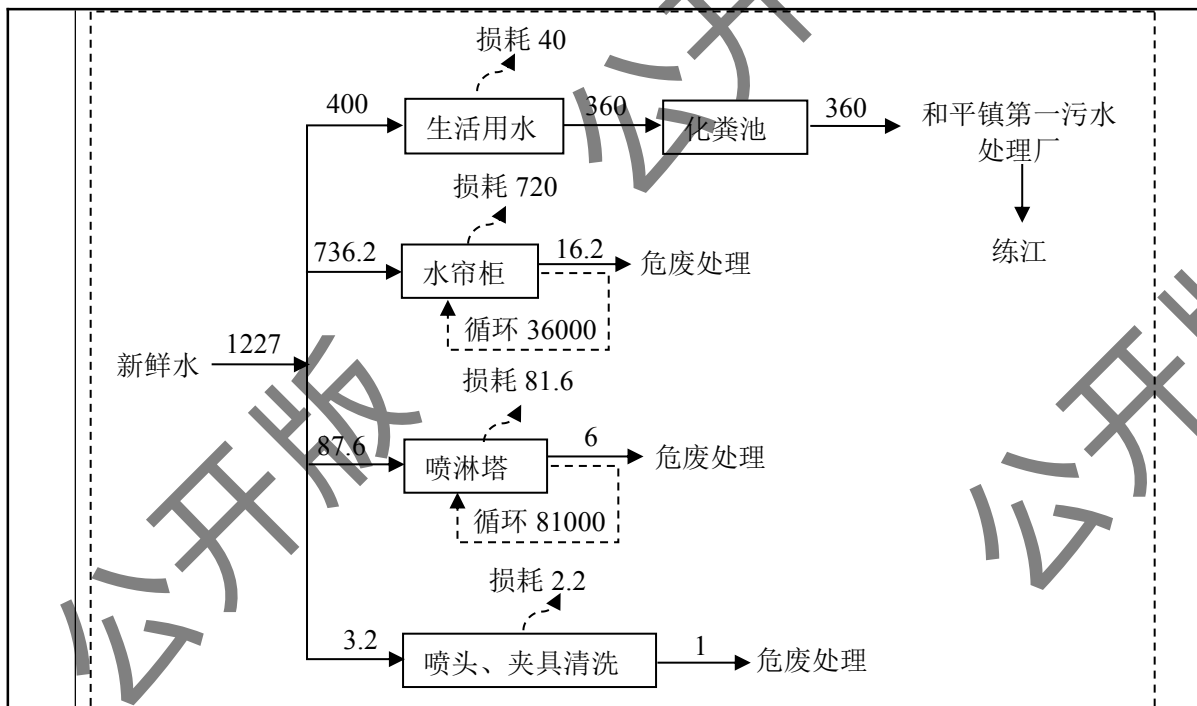 损耗 40
400
生活用水
360
化粪池
360
和平镇第一污水
处理厂
练江
损耗 720
736.2
水帘柜
16.2
危废处理
循环 36000
新鲜水
1227
损耗 81.6
87.6
喷淋塔
6
危废处理
循环 81000
损耗 2.2
3.2
喷头、夹具清洗
1
危废处理
公开版
公开版
公开版